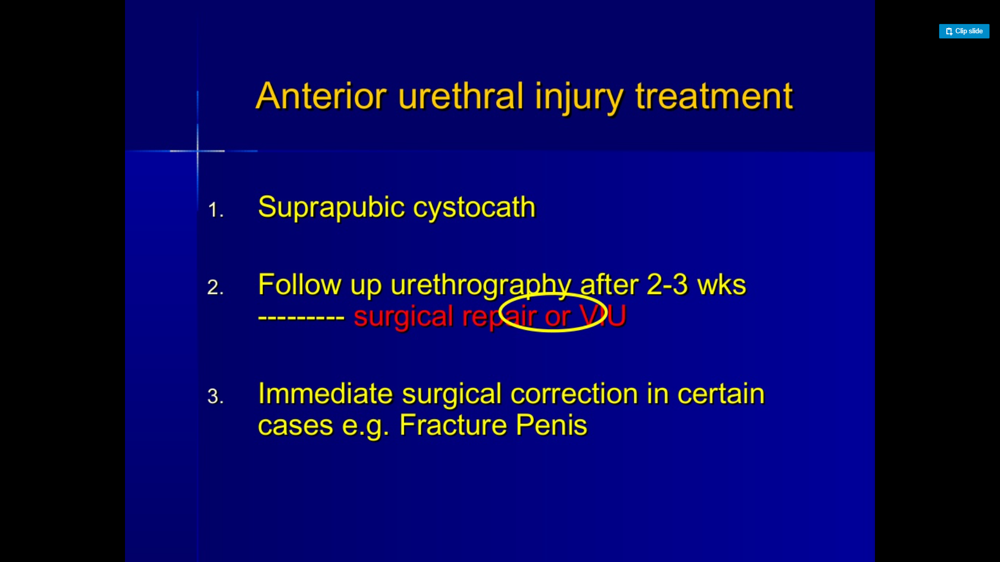 Clip slide
Anterior urethral injury treatment
1. Suprapubic cystocath
2. Follow up urethrography after 2-3 wks
--------- surgical repair or VIU
3. Immediate surgical correction in certain
cases e.g. Fracture Penis